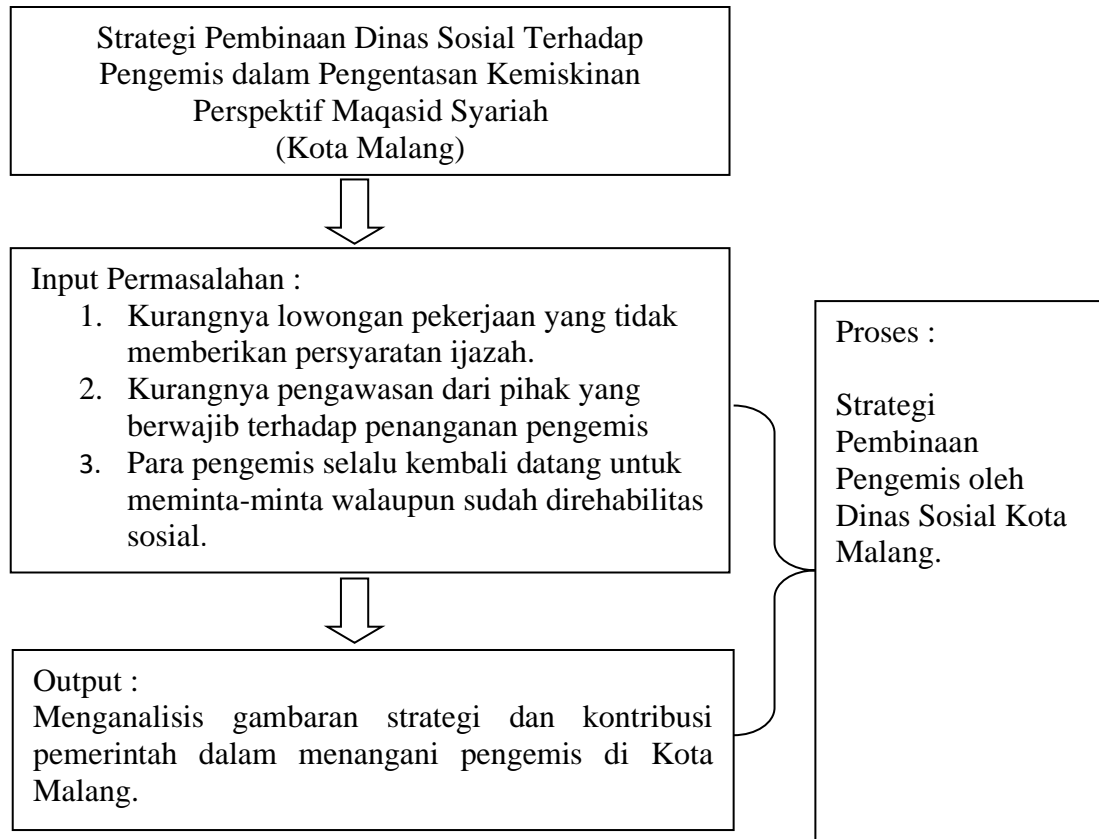 Strategi Pembinaan Dinas Sosial Terhadap
Pengemis dalam Pengentasan Kemiskinan
Perspektif Maqasid Syariah
(Kota Malang)
Input Permasalahan :
1. Kurangnya lowongan pekerjaan yang tidak
memberikan persyaratan ijazah.
2. Kurangnya pengawasan dari pihak yang
berwajib terhadap penanganan pengemis
3. Para pengemis selalu kembali datang untuk
meminta-minta walaupun sudah direhabilitas
sosial.
Proses :
Strategi
Pembinaan
Pengemis oleh
Dinas Sosial Kota
Malang.
Output :
Menganalisis gambaran strategi dan kontribusi
pemerintah dalam menangani pengemis di Kota
Malang.